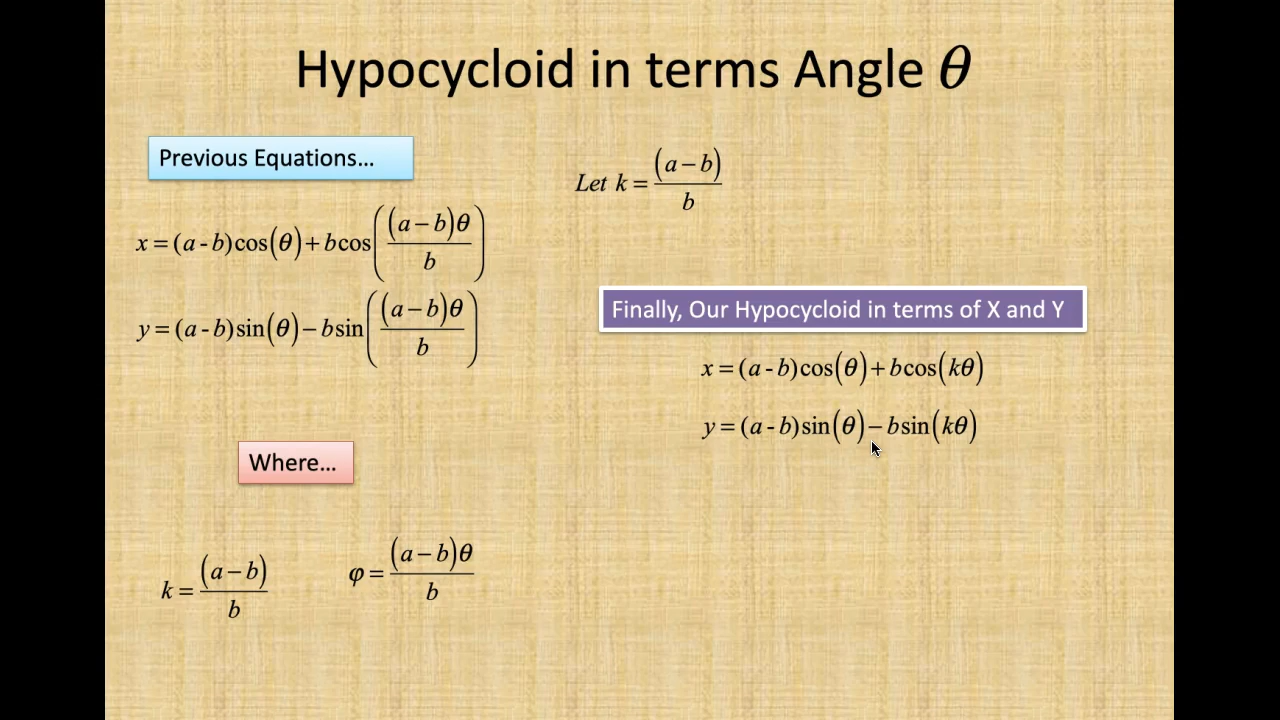 Hypocycloid in terms Angle θ
Previous Equations...
x = (a - b)cos(θ) + bcos((a − b)θ / b)
y = (a - b)sin(θ) − bsin((a − b)θ / b)
Where...
k = (a − b) / b
φ = (a − b)θ / b
Let k = (a − b) / b
Finally, Our Hypocycloid in terms of X and Y
x = (a - b)cos(θ) + bcos(kθ)
y = (a - b)sin(θ) − bsin(kθ)